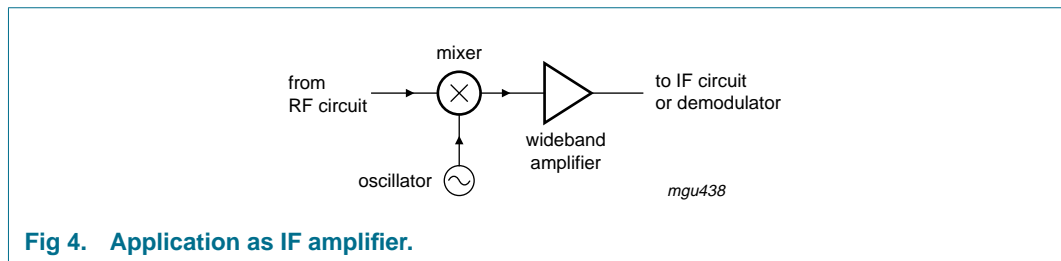 mixer
from
RF circuit
to IF circuit
or demodulator
wideband
amplifier
oscillator
mgu438
Fig 4. Application as IF amplifier.